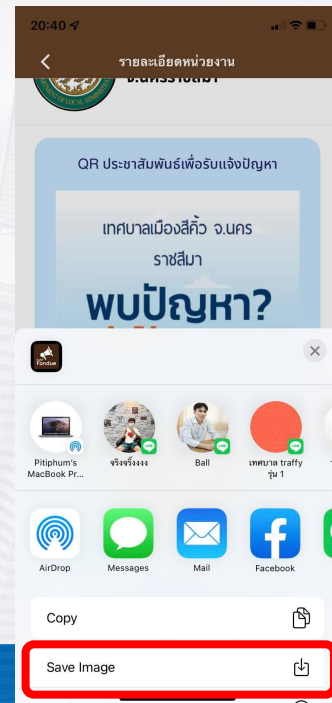 20:40
รายละเอียดหน่วยงาน
จ.นครราชสีมา
QR ประชาสัมพันธ์เพื่อรับแจ้งปัญหา
เทศบาลเมืองสีคิ้ว จ.นคร
ราชสีมา
พบปัญหา?
Fondue
Pitiphum's
MacBook Pr...
จริงจริ๊งงงง
Ball
เทศบาล traffy
รุ่น 1
AirDrop
Messages
Mail
Facebook
Copy
Save Image